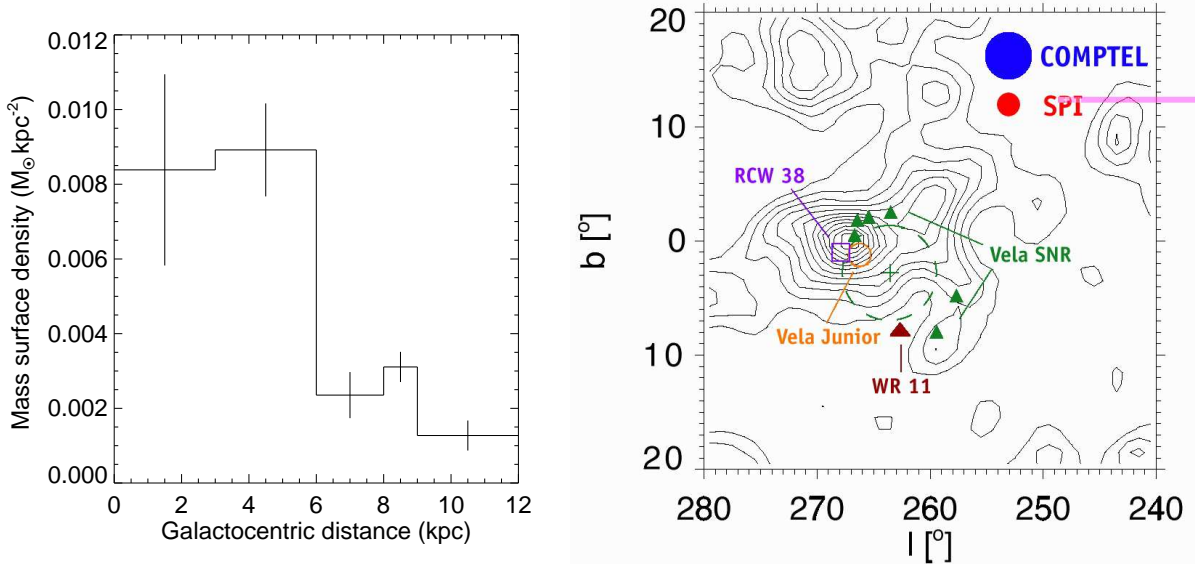 0.012
0.010
0.008
0.006
0.004
0.002
0.000
Mass surface density (M☉ kpc-2)
0 2 4 6 8 10 12
Galactocentric distance (kpc)
20
10
0
10
20
b [o]
COMPTEL
SPI
RCW 38
Vela SNR
Vela Junior
WR 11
280 270 260 250 240
l [o]